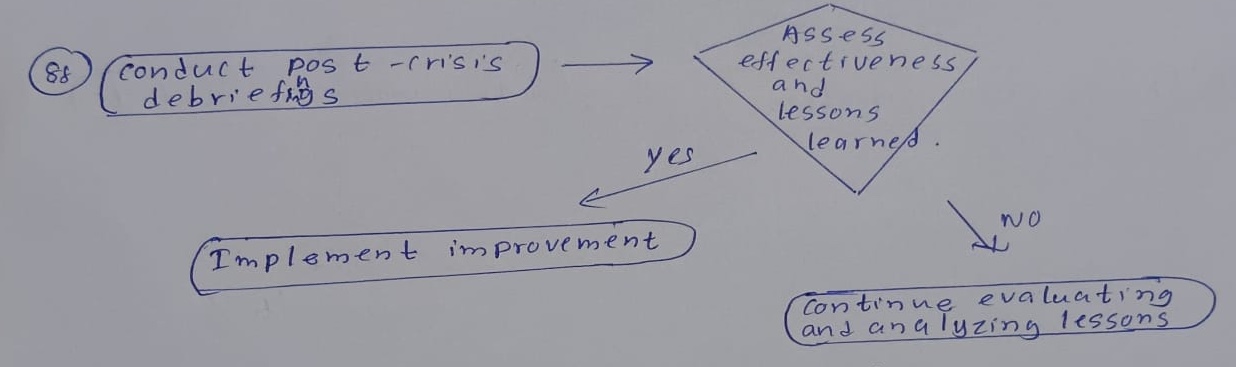 88
conduct post-crisis
debriefings
Assess
effectiveness
and
lessons
learned.
yes
NO
Implement improvement
continue evaluating
and analyzing lessons